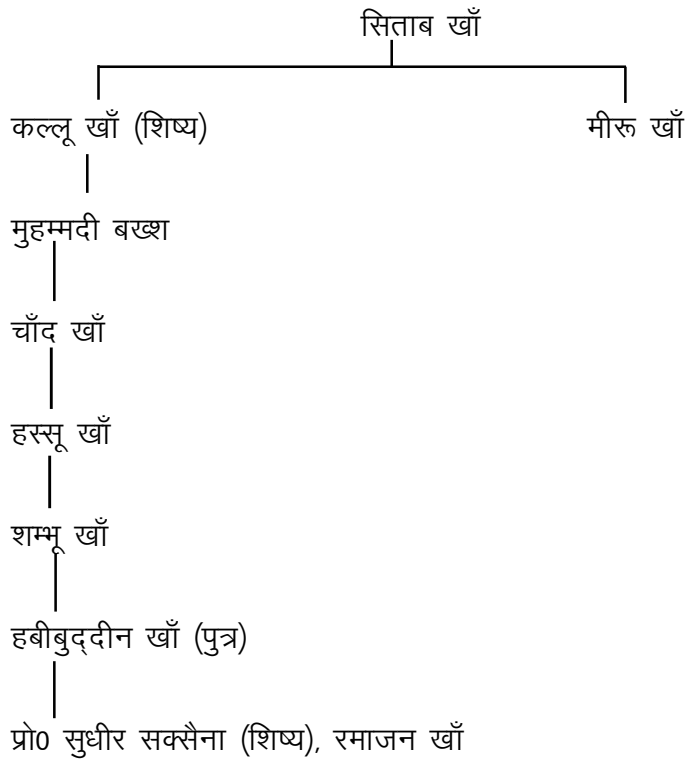 सिताब खाँ
कल्लू खाँ (शिष्य) मीरू खाँ
मुहम्मदी बख्श
चाँद खाँ
हस्सू खाँ
शम्भू खाँ
हबीबुद्दीन खाँ (पुत्र)
प्रो0 सुधीर सक्सैना (शिष्य), रमाजन खाँ